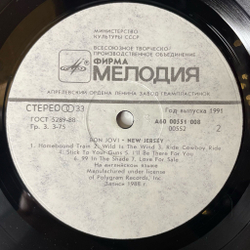 МИНИСТЕРСТВО
КУЛЬТУРЫ СССР
ВСЕСОЮЗНОЕ ТВОРЧЕСКО-
ПРОИЗВОДСТВЕННОЕ ОБЪЕДИНЕНИЕ
ФИРМА
МЕЛОДИЯ
АПРЕЛЕВСКИЙ ОРДЕНА ЛЕНИНА ЗАВОД ГРАМПЛАСТИНОК
СТЕРЕО 33
Год выпуска 1991
ГОСТ 5289-88
Гр. 3. 3-75
А60 00551 008
00552
2
BON JOVI • NEW JERSEY
1. Homebound Train 2. Wild Is The Wind 3. Ride Cowboy Ride
4. Stick To Your Guns 5. I'll Be There For You
6. 99 In The Shade 7. Love For Sale
На английском языке
Manufactured under license
of Polygram Records Inc.
Запись 1988 г.